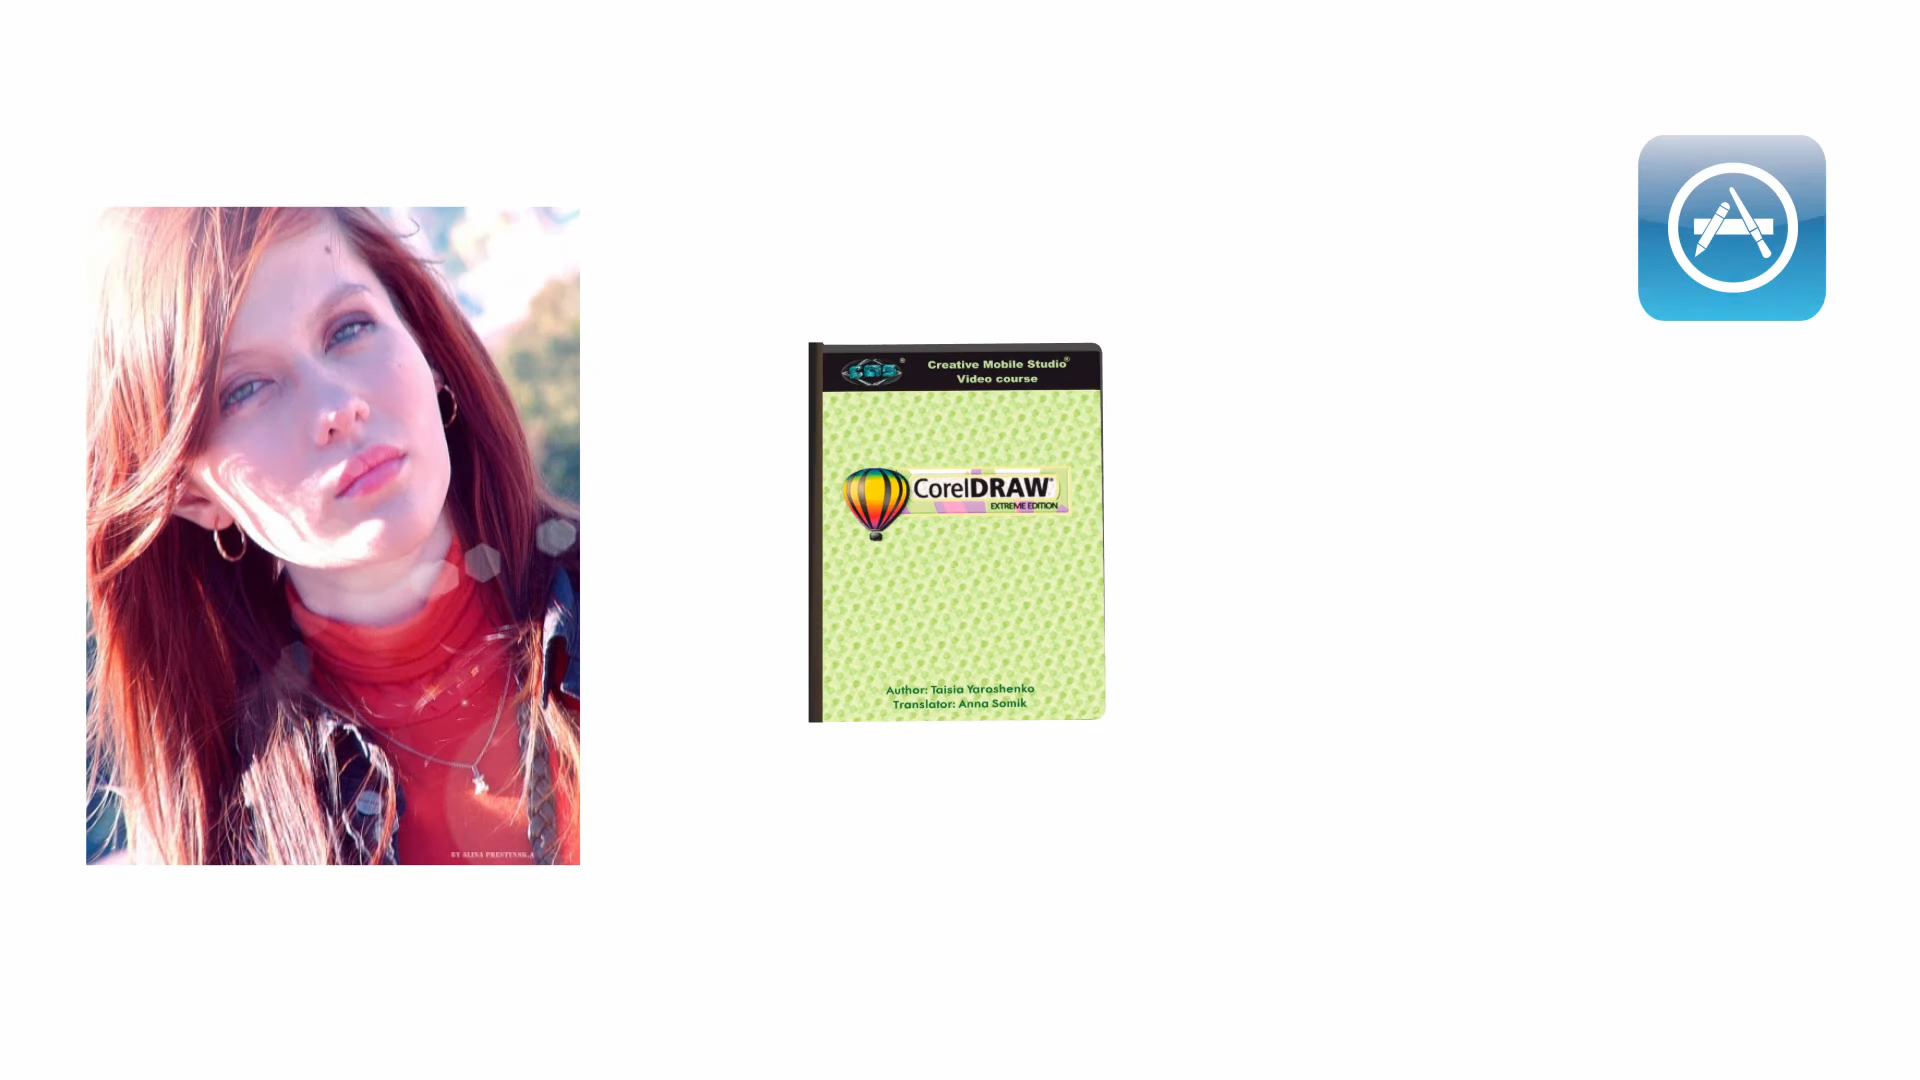 Creative Mobile Studio®
Video course
CorelDRAW®
EXTREME EDITION
Author: Taisia Yaroshenko
Translator: Anna Somik